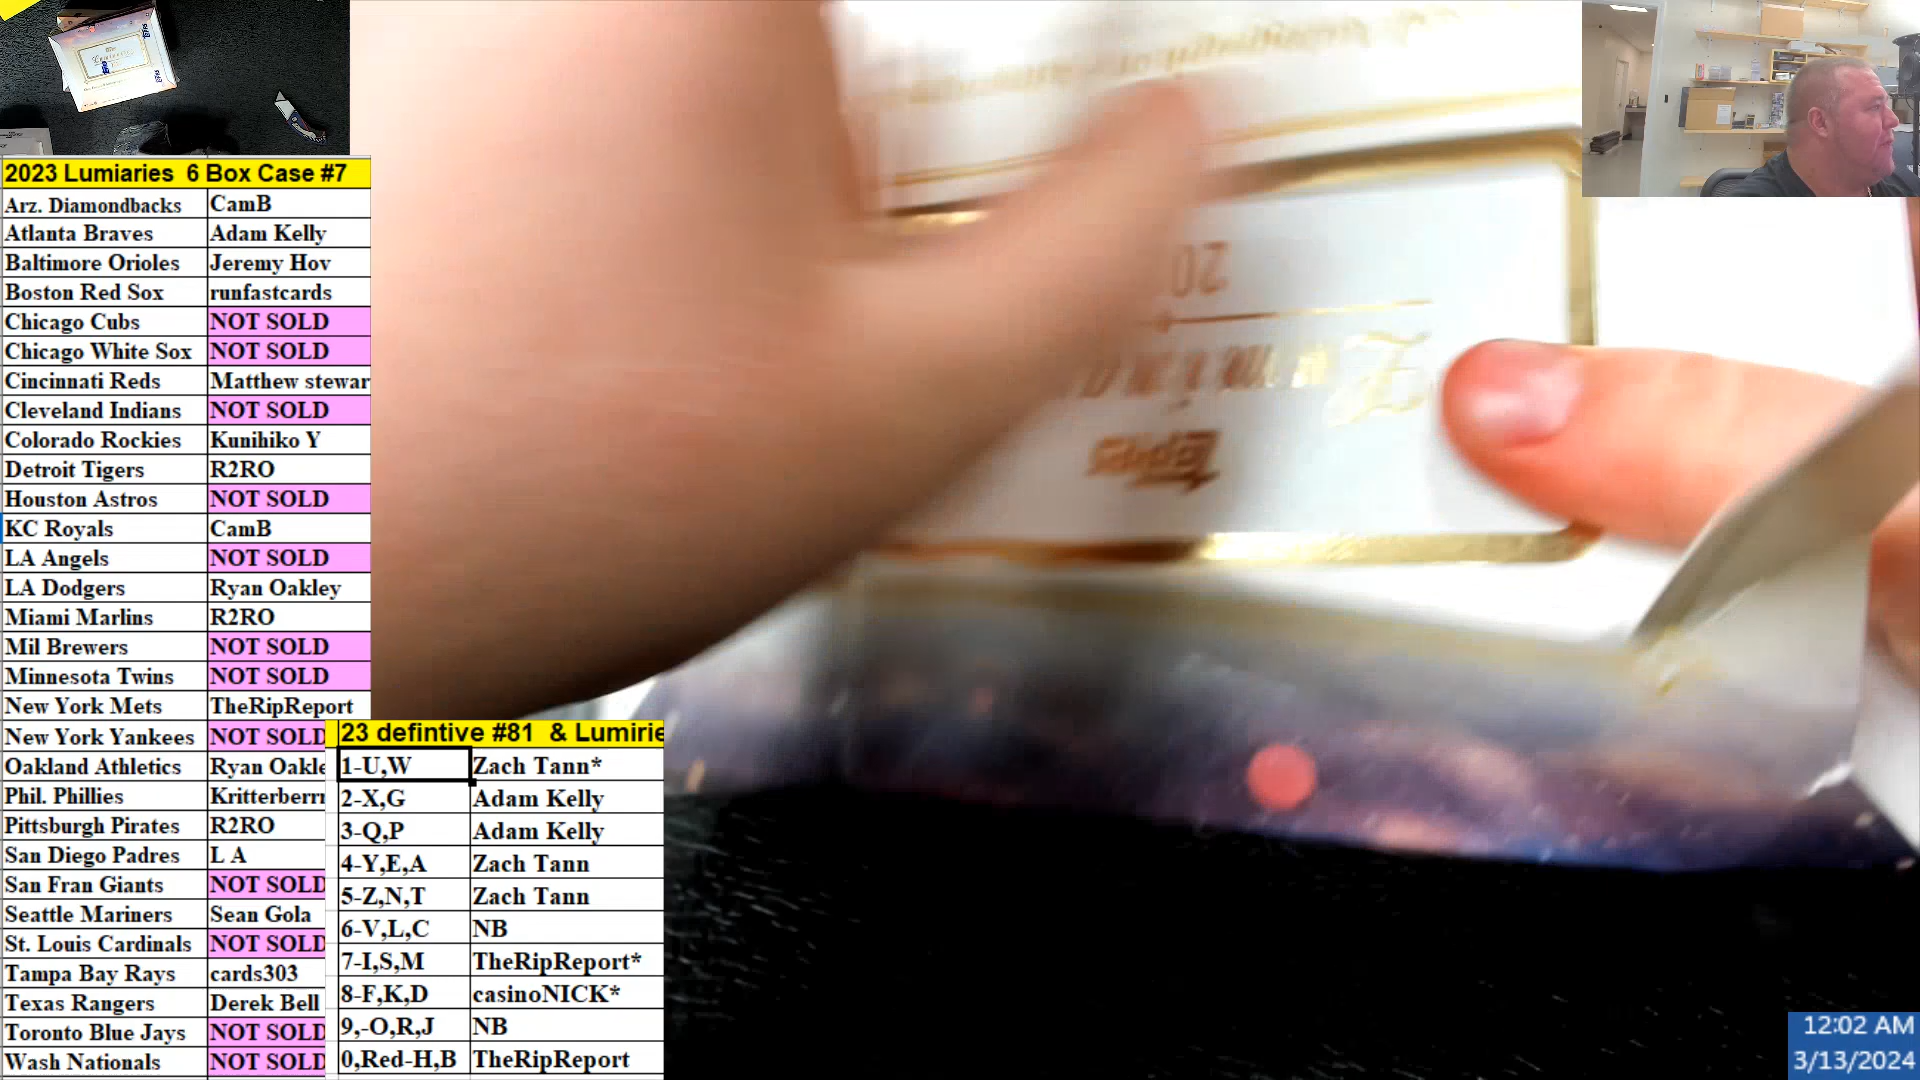 2023 Lumiaries 6 Box Case #7
Arz. Diamondbacks CamB
Atlanta Braves Adam Kelly
Baltimore Orioles Jeremy Hov
Boston Red Sox runfastcards
Chicago Cubs NOT SOLD
Chicago White Sox NOT SOLD
Cincinnati Reds Matthew stewar
Cleveland Indians NOT SOLD
Colorado Rockies Kunihiko Y
Detroit Tigers R2RO
Houston Astros NOT SOLD
KC Royals CamB
LA Angels NOT SOLD
LA Dodgers Ryan Oakley
Miami Marlins R2RO
Mil Brewers NOT SOLD
Minnesota Twins NOT SOLD
New York Mets TheRipReport
New York Yankees NOT SOLD
Oakland Athletics Ryan Oakle
Phil. Phillies Kritterberr
Pittsburgh Pirates R2RO
San Diego Padres L A
San Fran Giants NOT SOLD
Seattle Mariners Sean Gola
St. Louis Cardinals NOT SOLD
Tampa Bay Rays cards303
Texas Rangers Derek Bell
Toronto Blue Jays NOT SOLD
Wash Nationals NOT SOLD
23 defintive #81 & Lumirie
1-U,W Zach Tann*
2-X,G Adam Kelly
3-Q,P Adam Kelly
4-Y,E,A Zach Tann
5-Z,N,T Zach Tann
6-V,L,C NB
7-I,S,M TheRipReport*
8-F,K,D casinoNICK*
9,-O,R,J NB
0,Red-H,B TheRipReport
20
Lumina
Topps
12:02 AM
3/13/2024